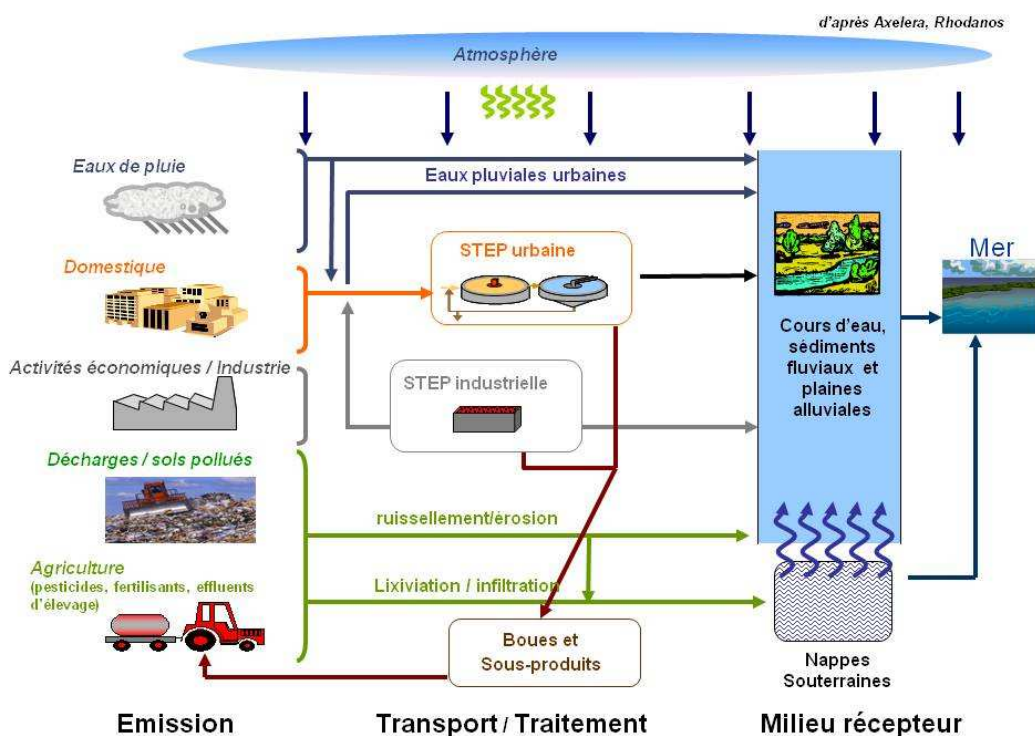 d'après Axelera, Rhodanos
Atmosphère
Eaux de pluie
Eaux pluviales urbaines
STEP urbaine
Domestique
Mer
Cours d'eau,
sédiments
fluviaux et
plaines
alluviales
Activités économiques / Industrie
STEP industrielle
Décharges / sols pollués
ruissellement/érosion
Agriculture
(pesticides, fertilisants, effluents
d'élevage)
Lixiviation / infiltration
Boues et
Sous-produits
Nappes
Souterraines
Emission
Transport / Traitement
Milieu récepteur